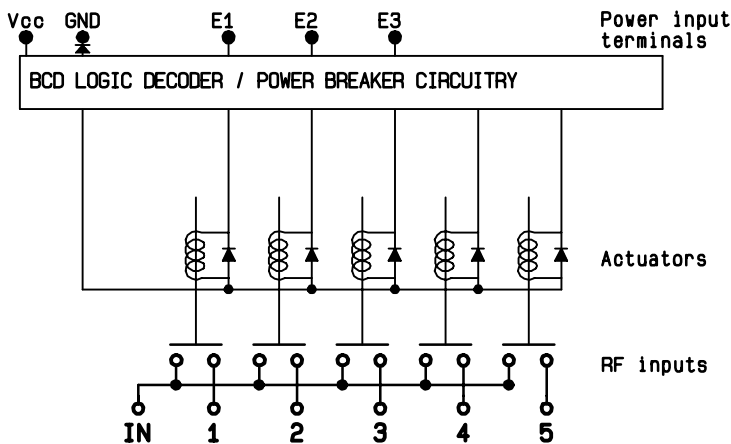 Vcc GND E1 E2 E3 Power input
terminals
BCD LOGIC DECODER / POWER BREAKER CIRCUITRY
Actuators
RF inputs
IN 1 2 3 4 5